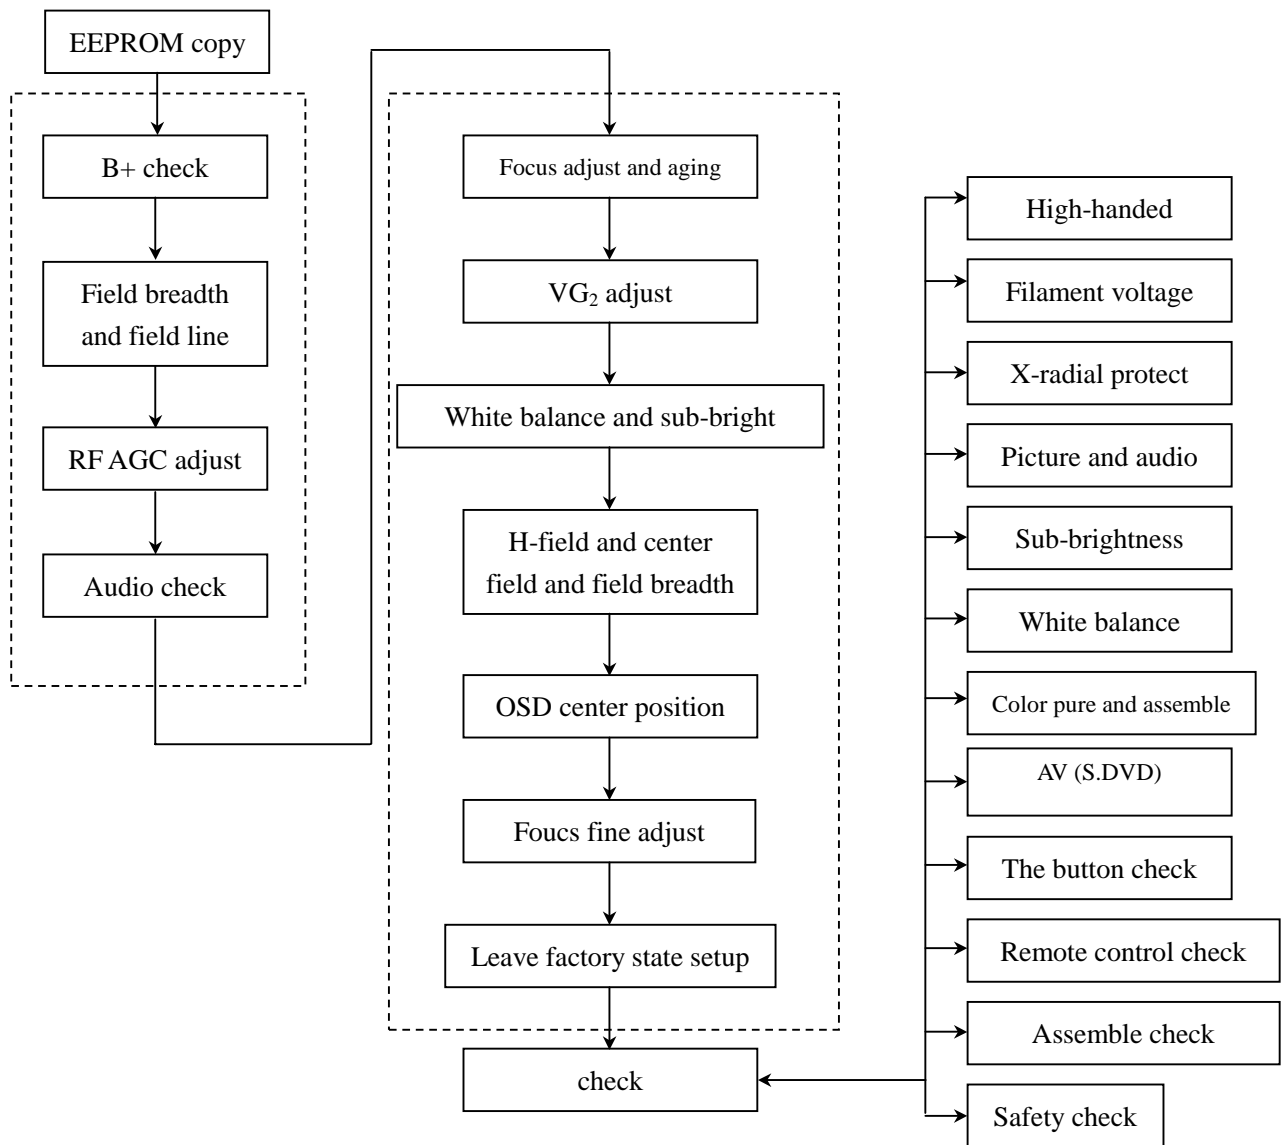 EEPROM copy
B+ check
Field breadth
and field line
RF AGC adjust
Audio check
Focus adjust and aging
VG₂ adjust
White balance and sub-bright
H-field and center
field and field breadth
OSD center position
Foucs fine adjust
Leave factory state setup
check
High-handed
Filament voltage
X-radial protect
Picture and audio
Sub-brightness
White balance
Color pure and assemble
AV (S.DVD)
The button check
Remote control check
Assemble check
Safety check